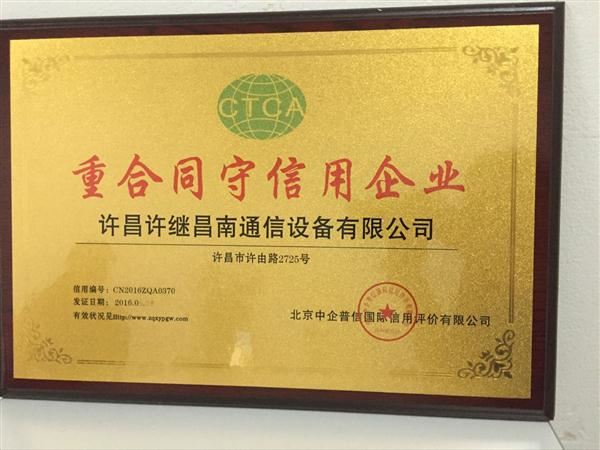 CTCA
重合同守信用企业
许昌许继昌南通信设备有限公司
许昌市许由路2725号
信用编号：CN2016ZQA0370
发证日期：2016.0
有效状况见Http://www.zqxypgw.com
北京中企普信国际信用评价有限公司